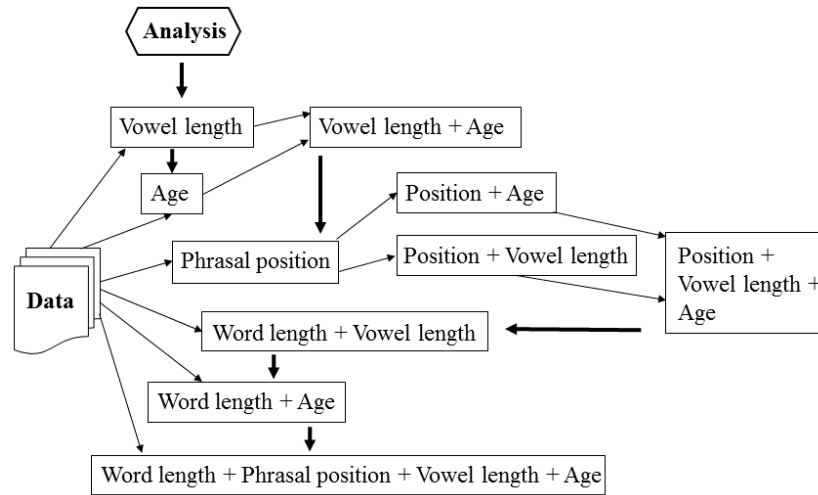 Analysis
Vowel length
Vowel length + Age
Age
Position + Age
Phrasal position
Position + Vowel length
Position +
Vowel length +
Age
Data
Word length + Vowel length
Word length + Age
Word length + Phrasal position + Vowel length + Age